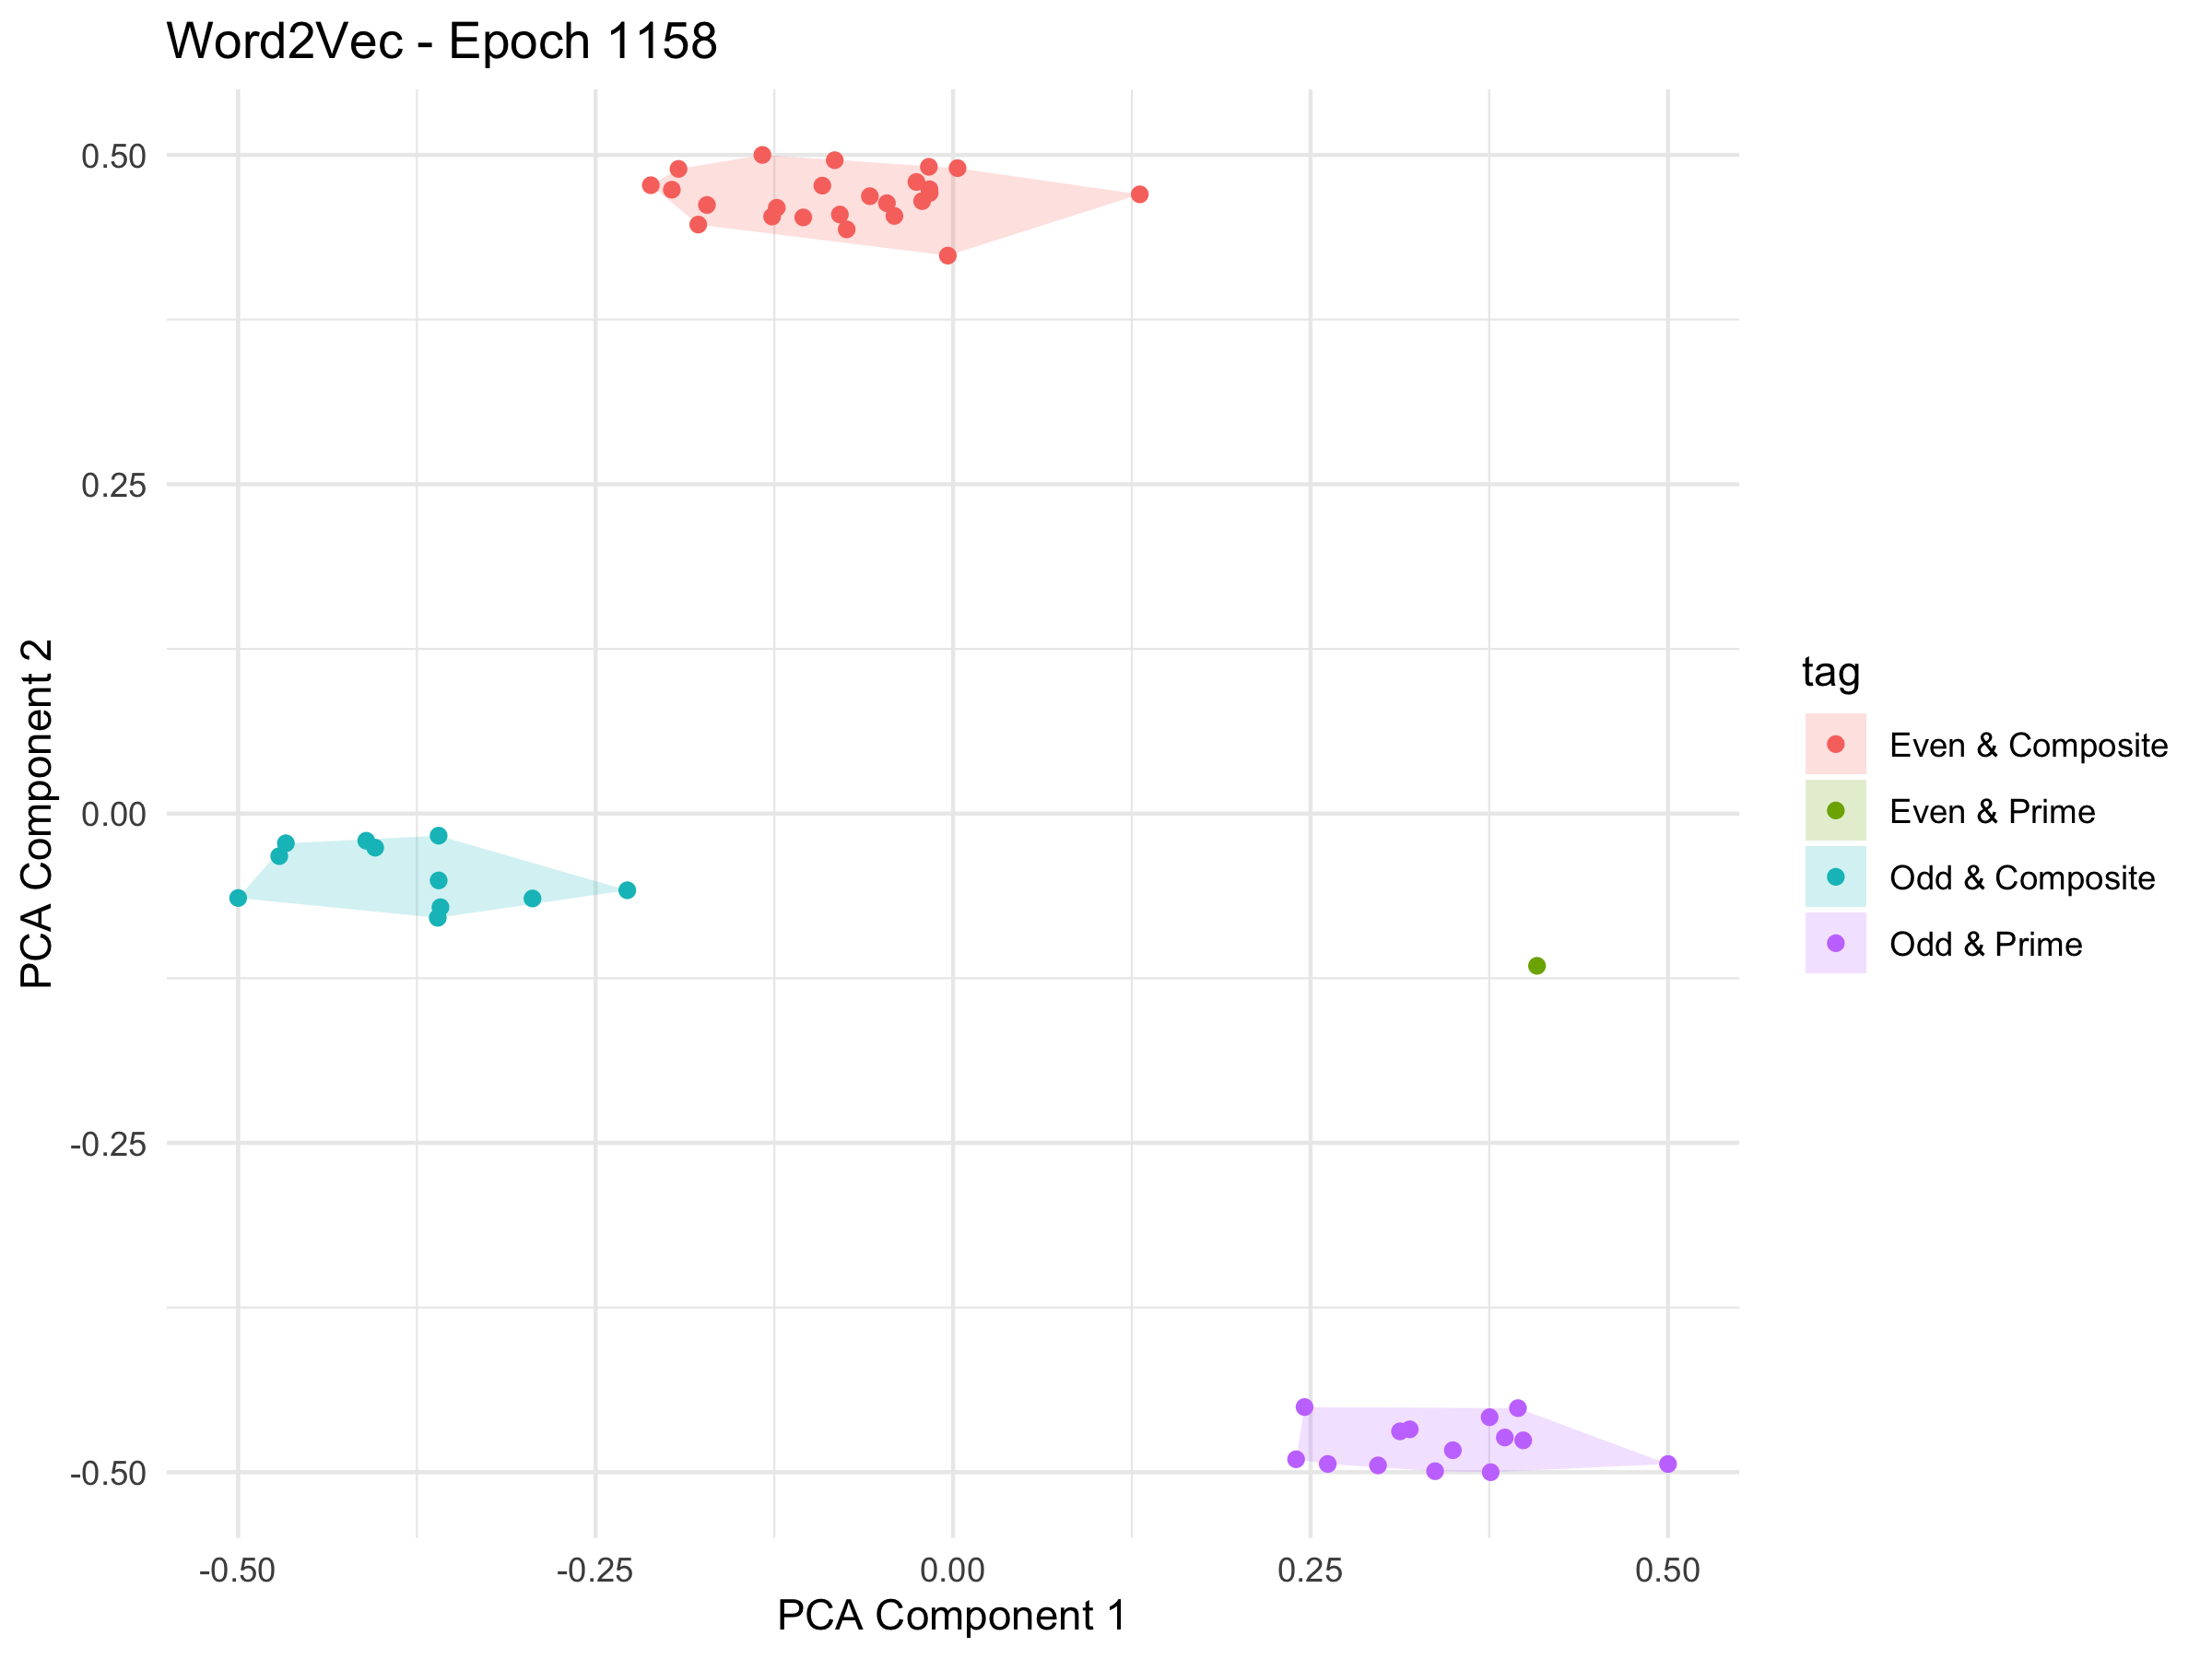 Word2Vec - Epoch 1158
0.50
0.25
0.00
-0.25
-0.50
PCA Component 2
-0.50
-0.25
0.00
0.25
0.50
PCA Component 1
tag
Even & Composite
Even & Prime
Odd & Composite
Odd & Prime